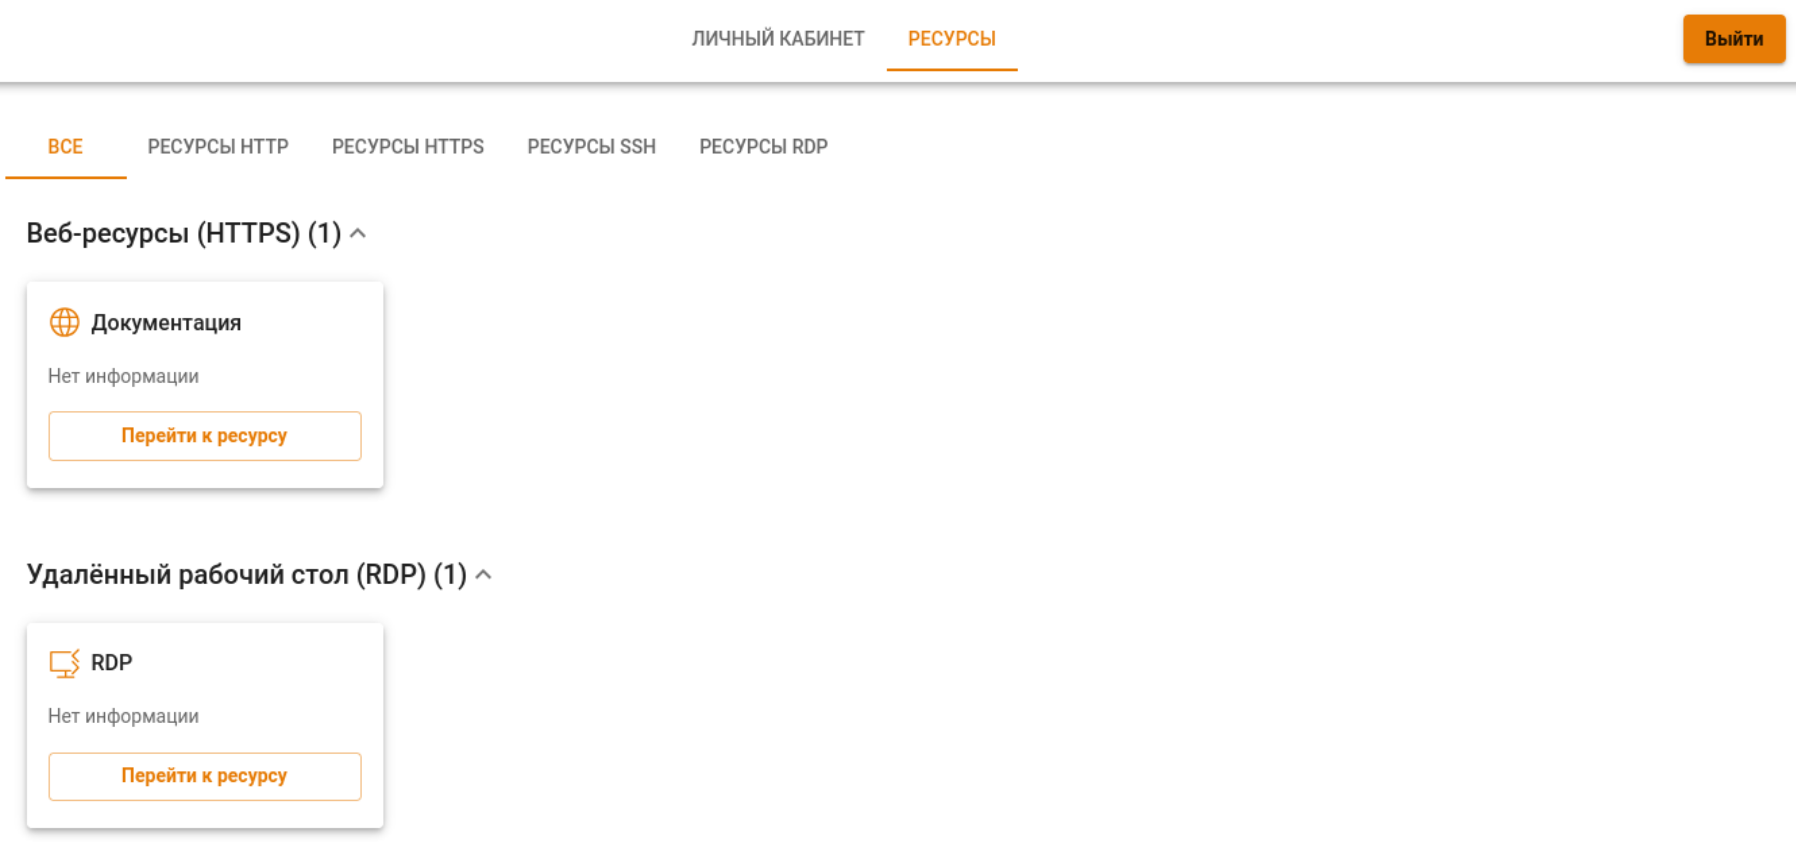 ЛИЧНЫЙ КАБИНЕТ РЕСУРСЫ Выйти
ВСЕ РЕСУРСЫ HTTP РЕСУРСЫ HTTPS РЕСУРСЫ SSH РЕСУРСЫ RDP
Веб-ресурсы (HTTPS) (1)
Документация
Нет информации
Перейти к ресурсу
Удалённый рабочий стол (RDP) (1)
RDP
Нет информации
Перейти к ресурсу